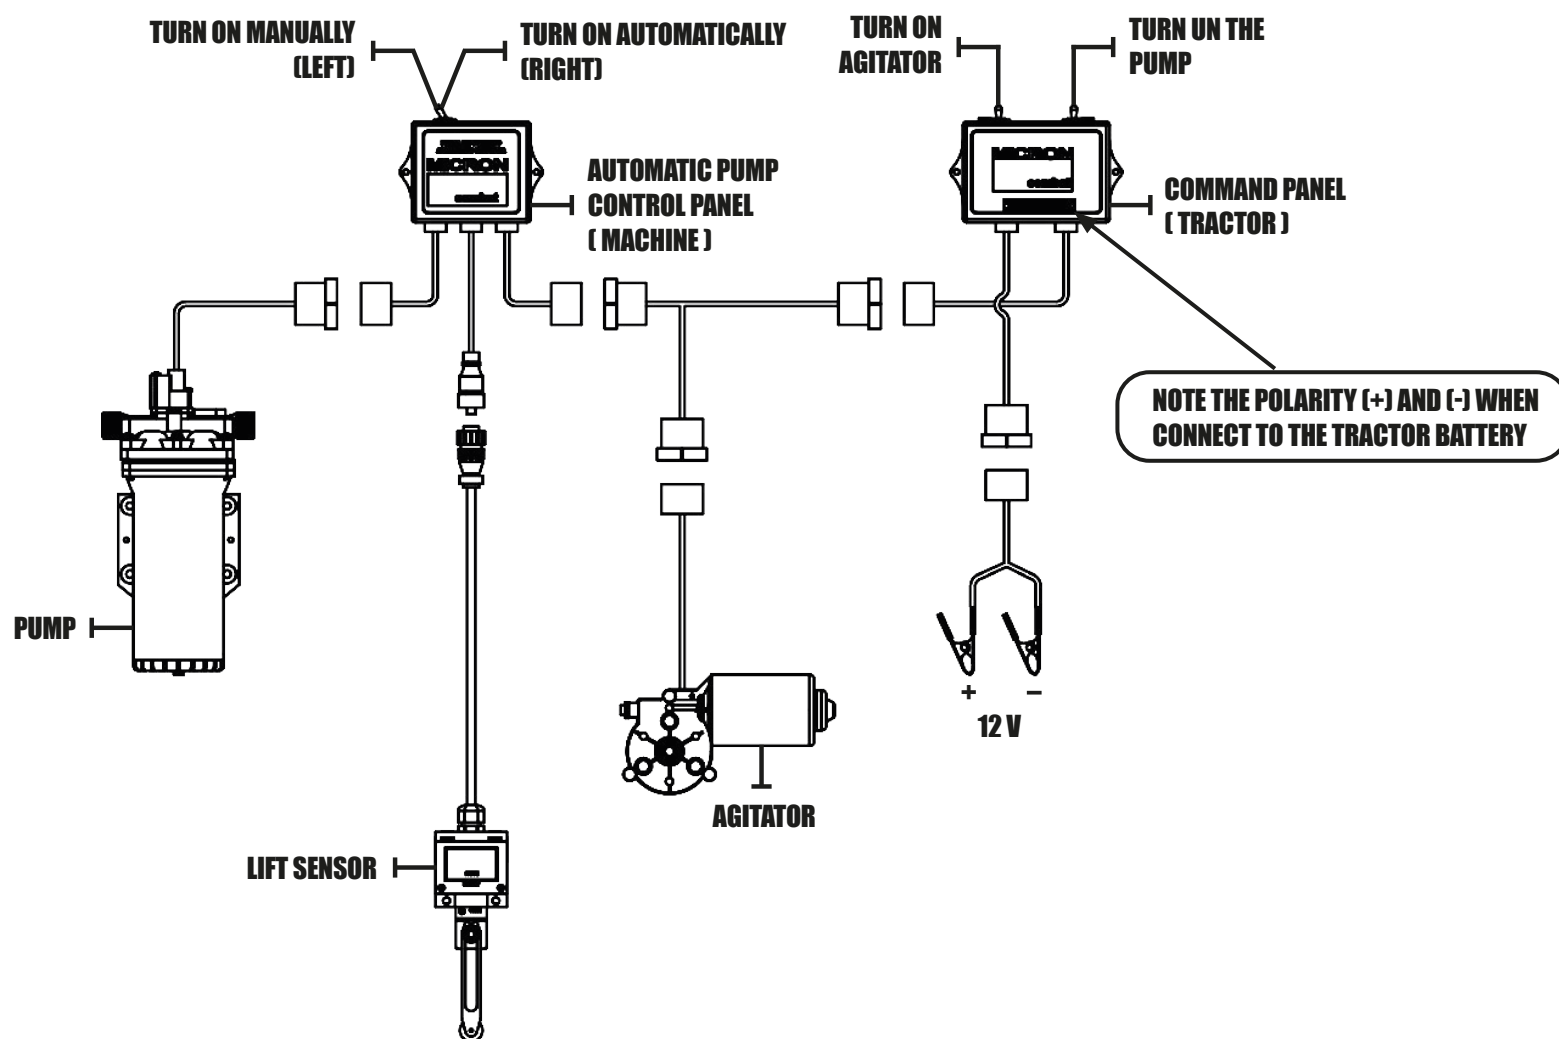 TURN ON MANUALLY
(LEFT)
TURN ON AUTOMATICALLY
(RIGHT)
TURN ON
AGITATOR
TURN UN THE
PUMP
MICRON
combat
AUTOMATIC PUMP
CONTROL PANEL
( MACHINE )
MICRON
combat
COMMAND PANEL
( TRACTOR )
NOTE THE POLARITY (+) AND (-) WHEN
CONNECT TO THE TRACTOR BATTERY
PUMP
+ −
12 V
AGITATOR
LIFT SENSOR